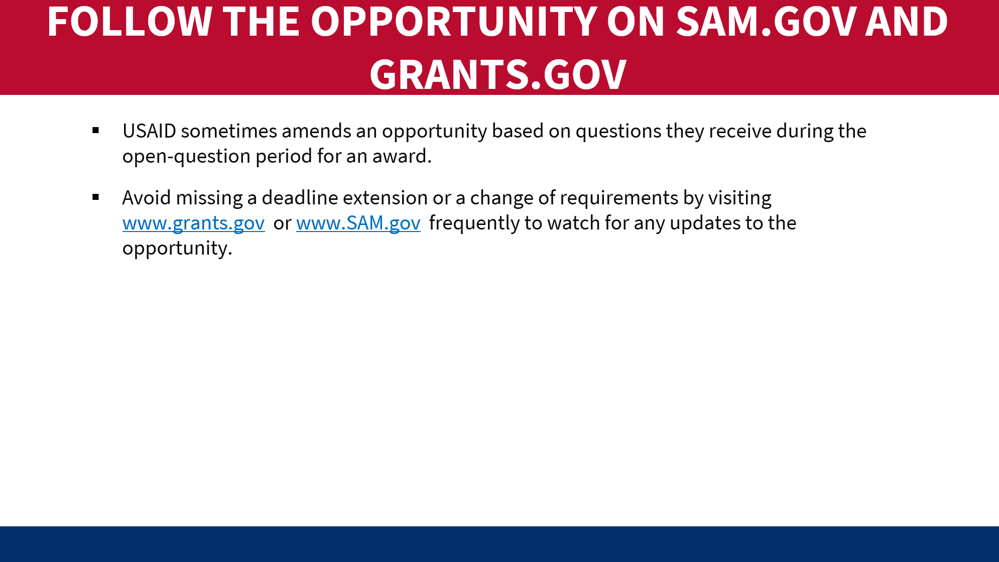 FOLLOW THE OPPORTUNITY ON SAM.GOV AND
GRANTS.GOV
▪ USAID sometimes amends an opportunity based on questions they receive during the
open-question period for an award.
▪ Avoid missing a deadline extension or a change of requirements by visiting
www.grants.gov or www.SAM.gov frequently to watch for any updates to the
opportunity.